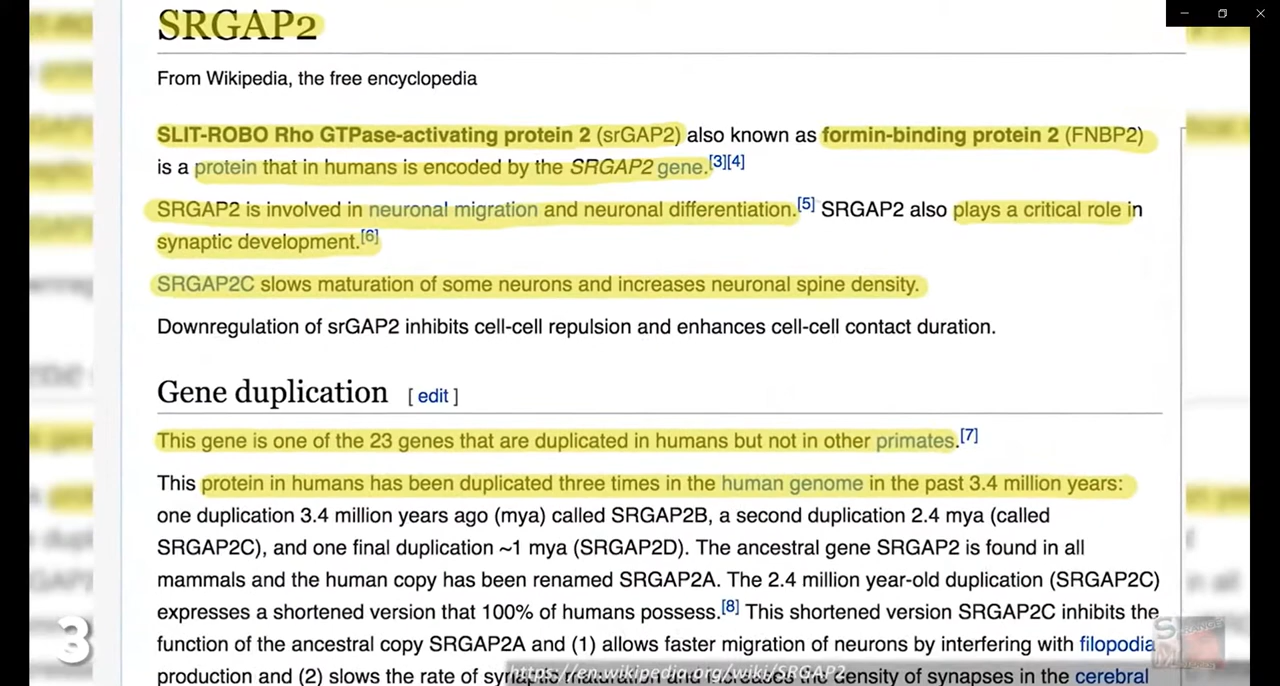 SRGAP2
From Wikipedia, the free encyclopedia
SLIT-ROBO Rho GTPase-activating protein 2 (srGAP2) also known as formin-binding protein 2 (FNBP2)
is a protein that in humans is encoded by the SRGAP2 gene.[3][4]
SRGAP2 is involved in neuronal migration and neuronal differentiation.[5] SRGAP2 also plays a critical role in
synaptic development.[6]
SRGAP2C slows maturation of some neurons and increases neuronal spine density.
Downregulation of srGAP2 inhibits cell-cell repulsion and enhances cell-cell contact duration.
Gene duplication [ edit ]
This gene is one of the 23 genes that are duplicated in humans but not in other primates.[7]
This protein in humans has been duplicated three times in the human genome in the past 3.4 million years:
one duplication 3.4 million years ago (mya) called SRGAP2B, a second duplication 2.4 mya (called
SRGAP2C), and one final duplication ~1 mya (SRGAP2D). The ancestral gene SRGAP2 is found in all
mammals and the human copy has been renamed SRGAP2A. The 2.4 million year-old duplication (SRGAP2C)
expresses a shortened version that 100% of humans possess.[8] This shortened version SRGAP2C inhibits the
function of the ancestral copy SRGAP2A and (1) allows faster migration of neurons by interfering with filopodia
production and (2) slows the rate of synaptic maturation and increases the density of synapses in the cerebral
https://en.wikipedia.org/wiki/SRGAP2
3